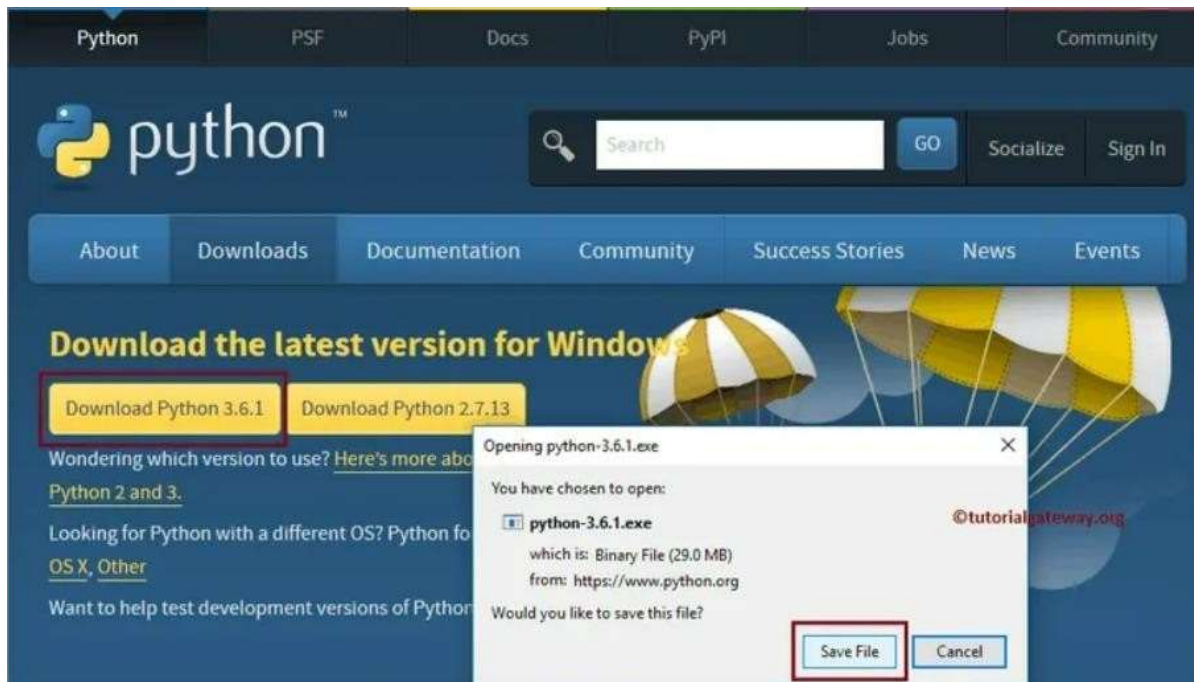 Python PSF Docs PyPI Jobs Community
python™
Search GO Socialize Sign In
About Downloads Documentation Community Success Stories News Events
Download the latest version for Windows
Download Python 3.6.1 Download Python 2.7.13
Wondering which version to use? Here's more abo
Python 2 and 3.
Looking for Python with a different OS? Python fo
OS X, Other
Want to help test development versions of Python
Opening python-3.6.1.exe
You have chosen to open:
python-3.6.1.exe
which is: Binary File (29.0 MB)
from: https://www.python.org
Would you like to save this file?
Save File Cancel
©tutorialgateway.org